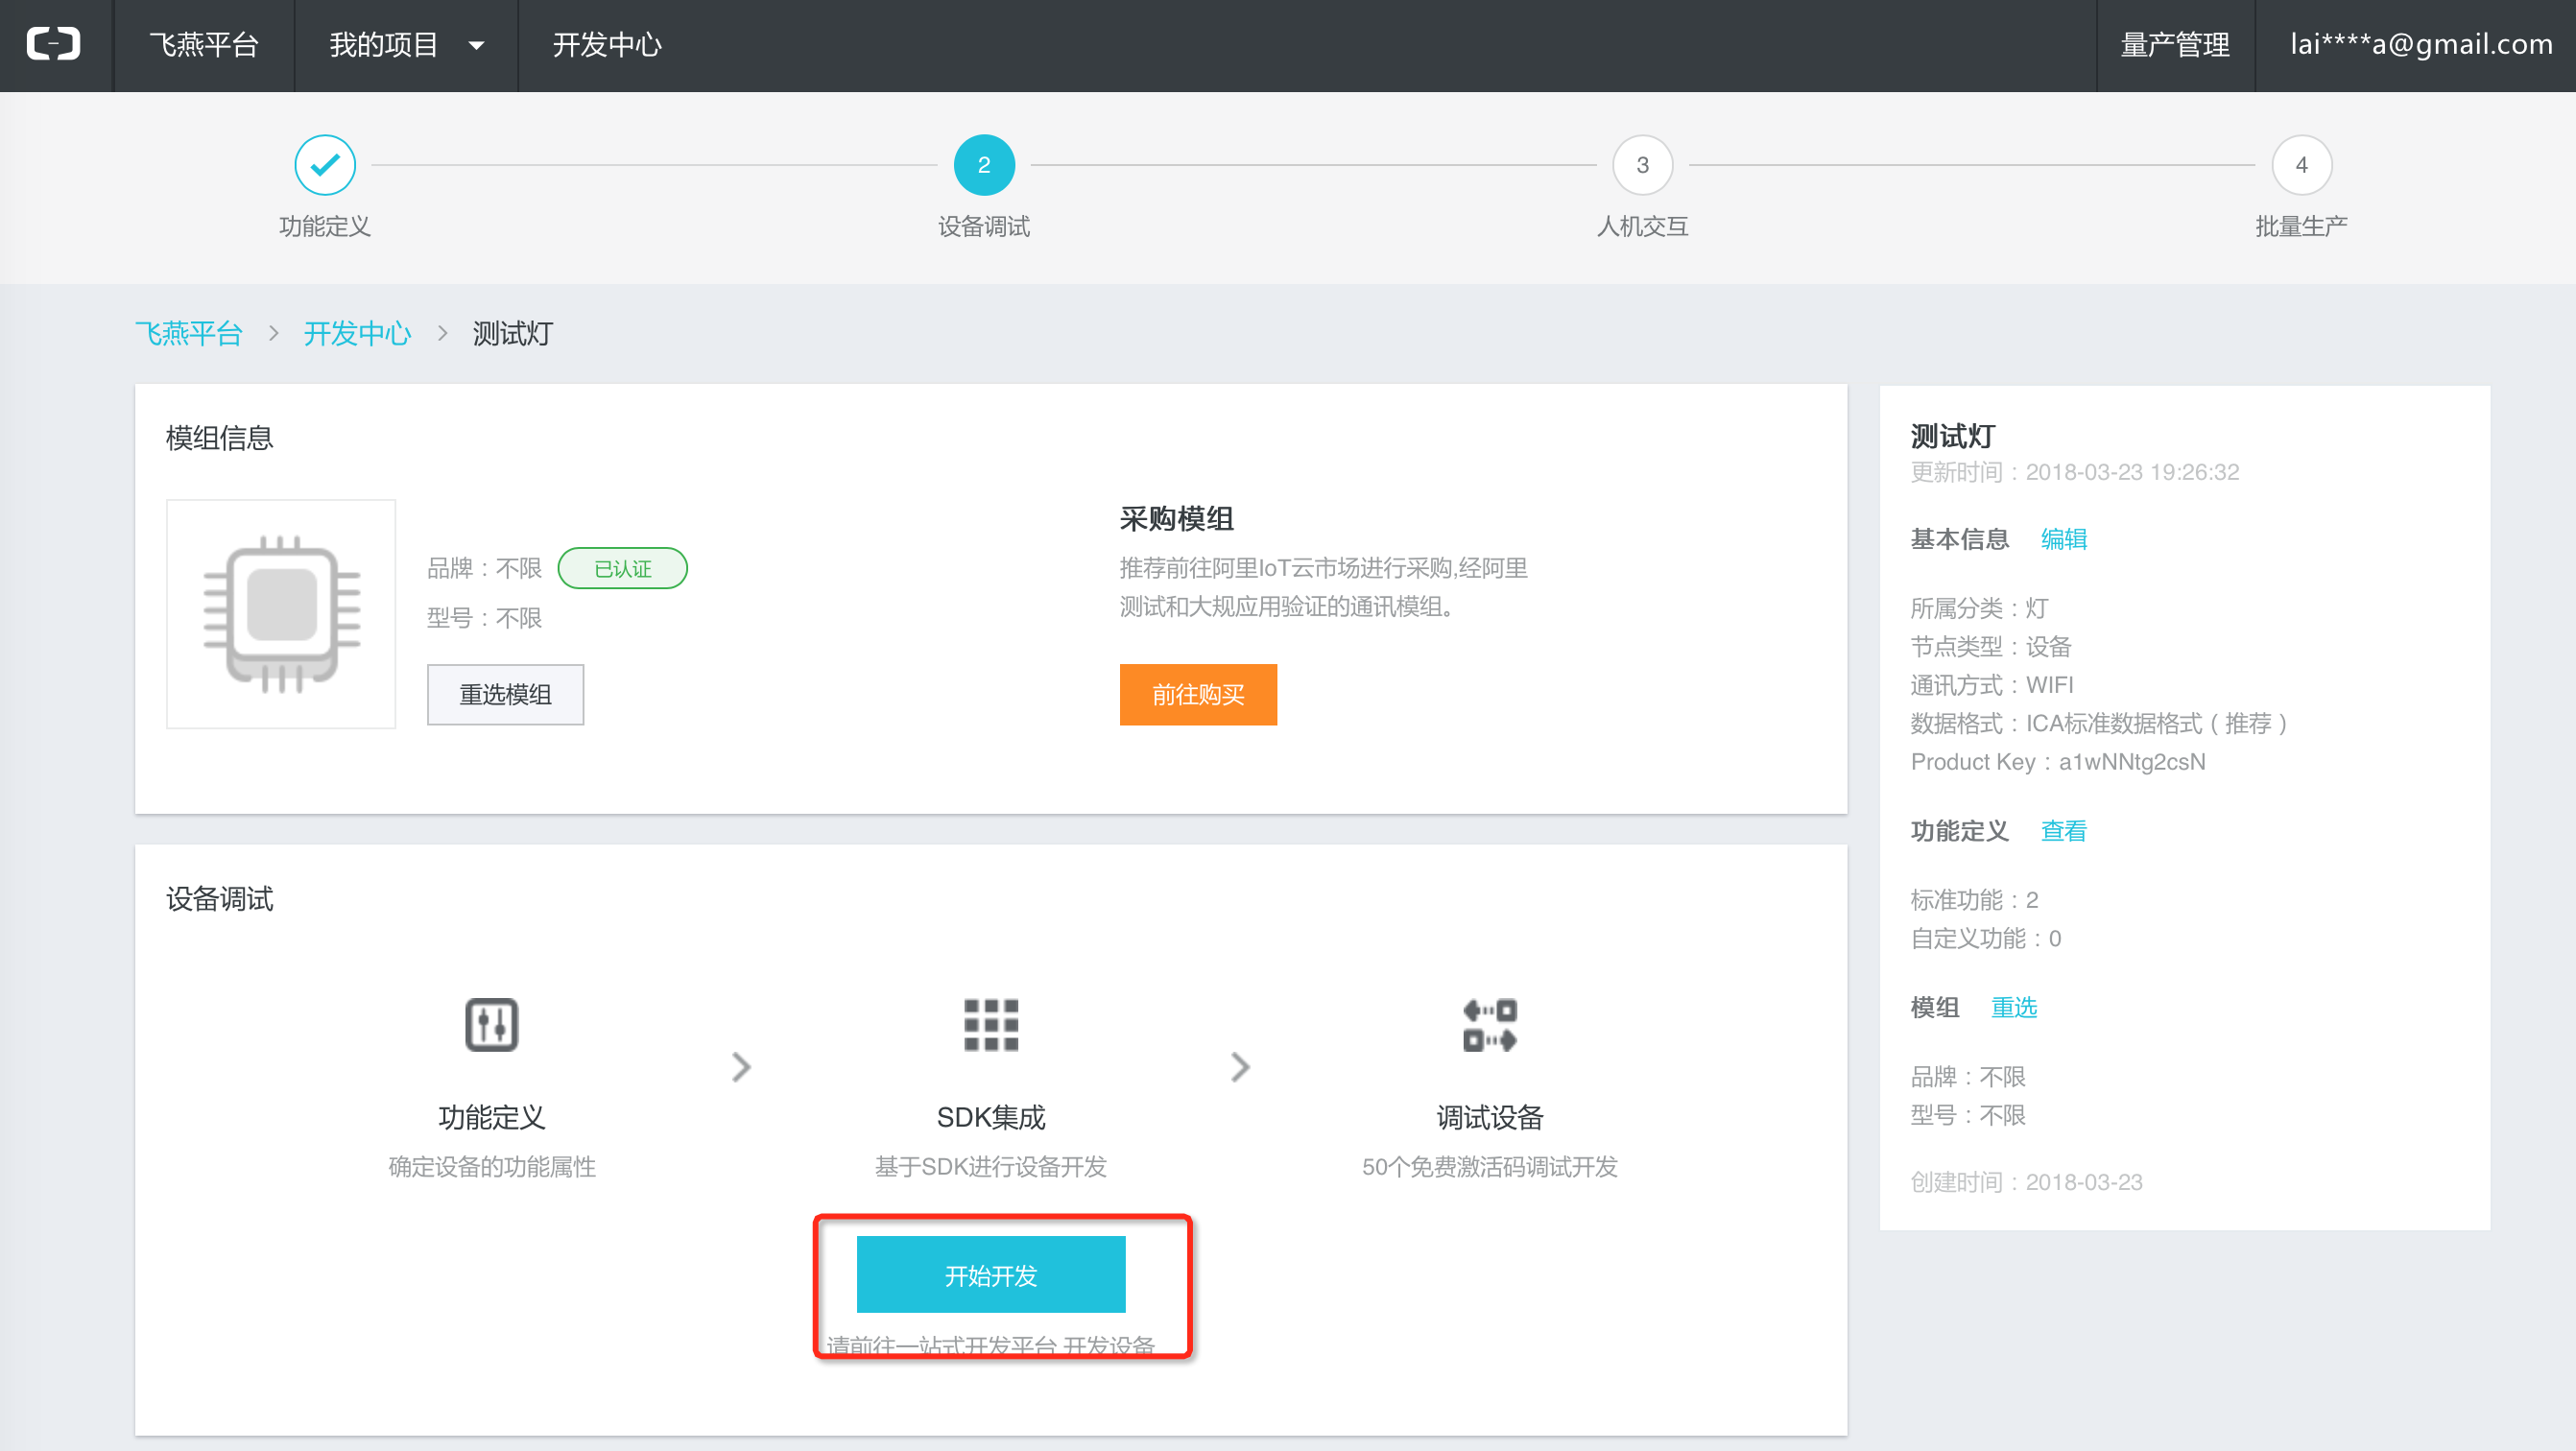 飞燕平台
我的项目
开发中心
量产管理
lai****a@gmail.com
2
3
4
功能定义
设备调试
人机交互
批量生产
飞燕平台 > 开发中心 > 测试灯
模组信息
品牌：不限 已认证
型号：不限
重选模组
采购模组
推荐前往阿里IoT云市场进行采购,经阿里
测试和大规应用验证的通讯模组。
前往购买
设备调试
功能定义
确定设备的功能属性
SDK集成
基于SDK进行设备开发
调试设备
50个免费激活码调试开发
开始开发
请前往一站式开发平台 开发设备
测试灯
更新时间：2018-03-23 19:26:32
基本信息 编辑
所属分类：灯
节点类型：设备
通讯方式：WIFI
数据格式：ICA标准数据格式（推荐）
Product Key：a1wNNtg2csN
功能定义 查看
标准功能：2
自定义功能：0
模组 重选
品牌：不限
型号：不限
创建时间：2018-03-23